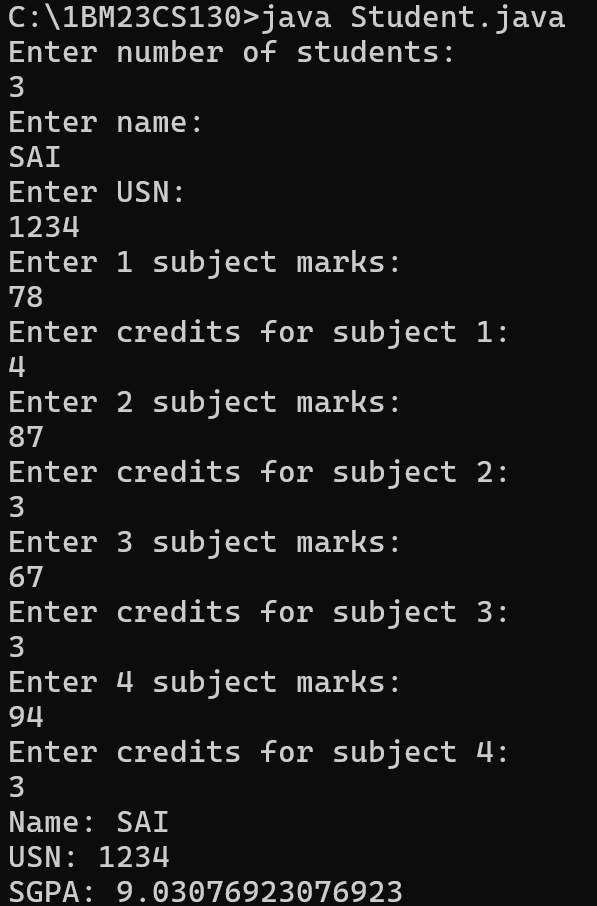 C:\1BM23CS130>java Student.java
Enter number of students:
3
Enter name:
SAI
Enter USN:
1234
Enter 1 subject marks:
78
Enter credits for subject 1:
4
Enter 2 subject marks:
87
Enter credits for subject 2:
3
Enter 3 subject marks:
67
Enter credits for subject 3:
3
Enter 4 subject marks:
94
Enter credits for subject 4:
3
Name: SAI
USN: 1234
SGPA: 9.03076923076923